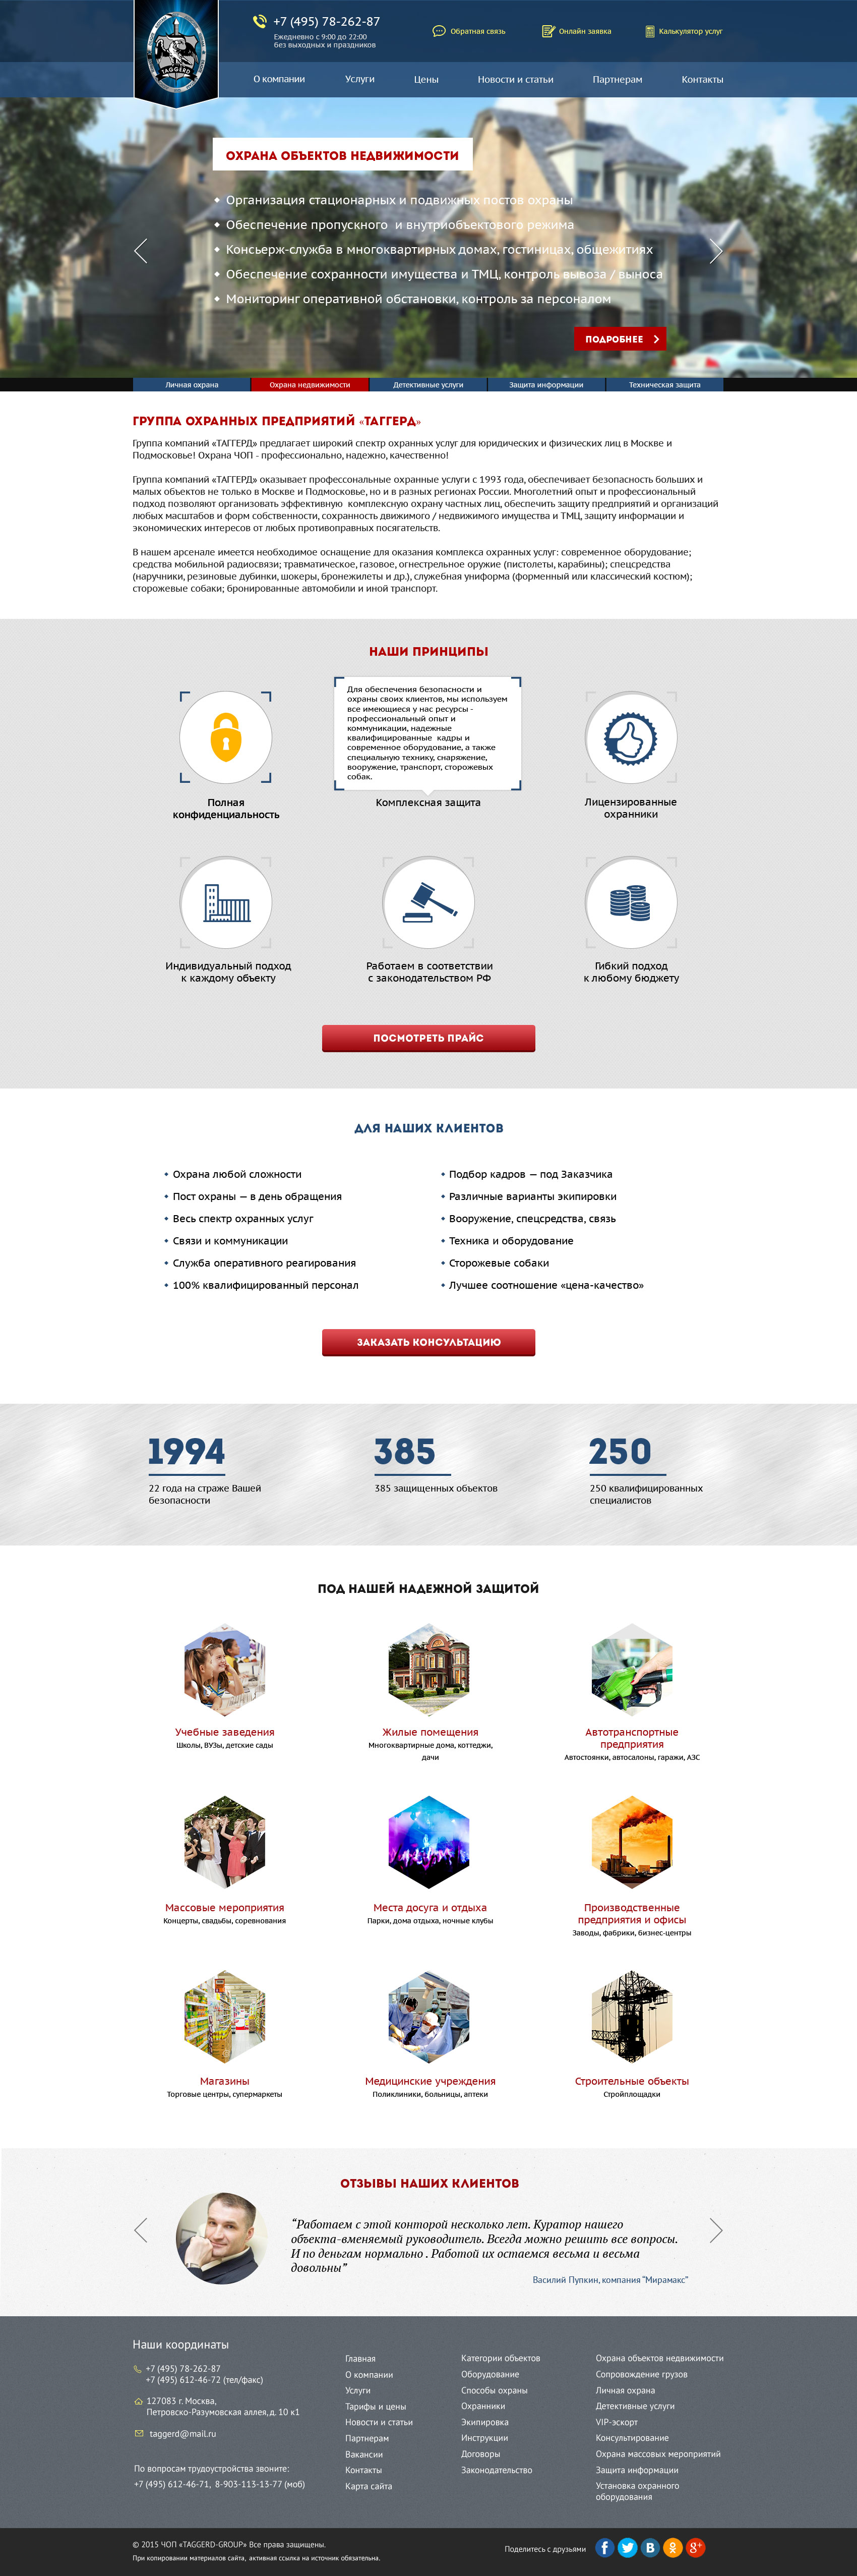 TAGGERD
+7 (495) 78-262-87
Ежедневно с 9:00 до 22:00
без выходных и праздников
Обратная связь
Онлайн заявка
Калькулятор услуг
О компании
Услуги
Цены
Новости и статьи
Партнерам
Контакты
ОХРАНА ОБЪЕКТОВ НЕДВИЖИМОСТИ
Организация стационарных и подвижных постов охраны
Обеспечение пропускного и внутриобъектового режима
Консьерж-служба в многоквартирных домах, гостиницах, общежитиях
Обеспечение сохранности имущества и ТМЦ, контроль вывоза / выноса
Мониторинг оперативной обстановки, контроль за персоналом
ПОДРОБНЕЕ
Личная охрана
Охрана недвижимости
Детективные услуги
Защита информации
Техническая защита
ГРУППА ОХРАННЫХ ПРЕДПРИЯТИЙ «ТАГГЕРД»
Группа компаний «ТАГГЕРД» предлагает широкий спектр охранных услуг для юридических и физических лиц в Москве и
Подмосковье! Охрана ЧОП - профессионально, надежно, качественно!
Группа компаний «ТАГГЕРД» оказывает профессональные охранные услуги с 1993 года, обеспечивает безопасность больших и
малых объектов не только в Москве и Подмосковье, но и в разных регионах России. Многолетний опыт и профессиональный
подход позволяют организовать эффективную комплексную охрану частных лиц, обеспечить защиту предприятий и организаций
любых масштабов и форм собственности, сохранность движимого / недвижимого имущества и ТМЦ, защиту информации и
экономических интересов от любых противоправных посягательств.
В нашем арсенале имеется необходимое оснащение для оказания комплекса охранных услуг: современное оборудование;
средства мобильной радиосвязи; травматическое, газовое, огнестрельное оружие (пистолеты, карабины); спецсредства
(наручники, резиновые дубинки, шокеры, бронежилеты и др.), служебная униформа (форменный или классический костюм);
сторожевые собаки; бронированные автомобили и иной транспорт.
НАШИ ПРИНЦИПЫ
Для обеспечения безопасности и
охраны своих клиентов, мы используем
все имеющиеся у нас ресурсы -
профессиональный опыт и
коммуникации, надежные
квалифицированные кадры и
современное оборудование, а также
специальную технику, снаряжение,
вооружение, транспорт, сторожевых
собак.
Полная
конфиденциальность
Комплексная защита
Лицензированные
охранники
Индивидуальный подход
к каждому объекту
Работаем в соответствии
с законодательством РФ
Гибкий подход
к любому бюджету
ПОСМОТРЕТЬ ПРАЙС
ДЛЯ НАШИХ КЛИЕНТОВ
Охрана любой сложности
Пост охраны — в день обращения
Весь спектр охранных услуг
Связи и коммуникации
Служба оперативного реагирования
100% квалифицированный персонал
Подбор кадров — под Заказчика
Различные варианты экипировки
Вооружение, спецсредства, связь
Техника и оборудование
Сторожевые собаки
Лучшее соотношение «цена-качество»
ЗАКАЗАТЬ КОНСУЛЬТАЦИЮ
1994
22 года на страже Вашей
безопасности
385
385 защищенных объектов
250
250 квалифицированных
специалистов
ПОД НАШЕЙ НАДЕЖНОЙ ЗАЩИТОЙ
Учебные заведения
Школы, ВУЗы, детские сады
Жилые помещения
Многоквартирные дома, коттеджи,
дачи
Автотранспортные
предприятия
Автостоянки, автосалоны, гаражи, АЗС
Массовые мероприятия
Концерты, свадьбы, соревнования
Места досуга и отдыха
Парки, дома отдыха, ночные клубы
Производственные
предприятия и офисы
Заводы, фабрики, бизнес-центры
Магазины
Торговые центры, супермаркеты
Медицинские учреждения
Поликлиники, больницы, аптеки
Строительные объекты
Стройплощадки
ОТЗЫВЫ НАШИХ КЛИЕНТОВ
“Работаем с этой конторой несколько лет. Куратор нашего
объекта-вменяемый руководитель. Всегда можно решить все вопросы.
И по деньгам нормально . Работой их остаемся весьма и весьма
довольны”
Василий Пупкин, компания “Мирамакс”
Наши координаты
+7 (495) 78-262-87
+7 (495) 612-46-72 (тел/факс)
127083 г. Москва,
Петровско-Разумовская аллея, д. 10 к1
taggerd@mail.ru
По вопросам трудоустройства звоните:
+7 (495) 612-46-71, 8-903-113-13-77 (моб)
Главная
О компании
Услуги
Тарифы и цены
Новости и статьи
Партнерам
Вакансии
Контакты
Карта сайта
Категории объектов
Оборудование
Способы охраны
Охранники
Экипировка
Инструкции
Договоры
Законодательство
Охрана объектов недвижимости
Сопровождение грузов
Личная охрана
Детективные услуги
VIP-эскорт
Консультирование
Охрана массовых мероприятий
Защита информации
Установка охранного
оборудования
© 2015 ЧОП «TAGGERD-GROUP» Все права защищены.
При копировании материалов сайта, активная ссылка на источник обязательна.
Поделитесь с друзьями